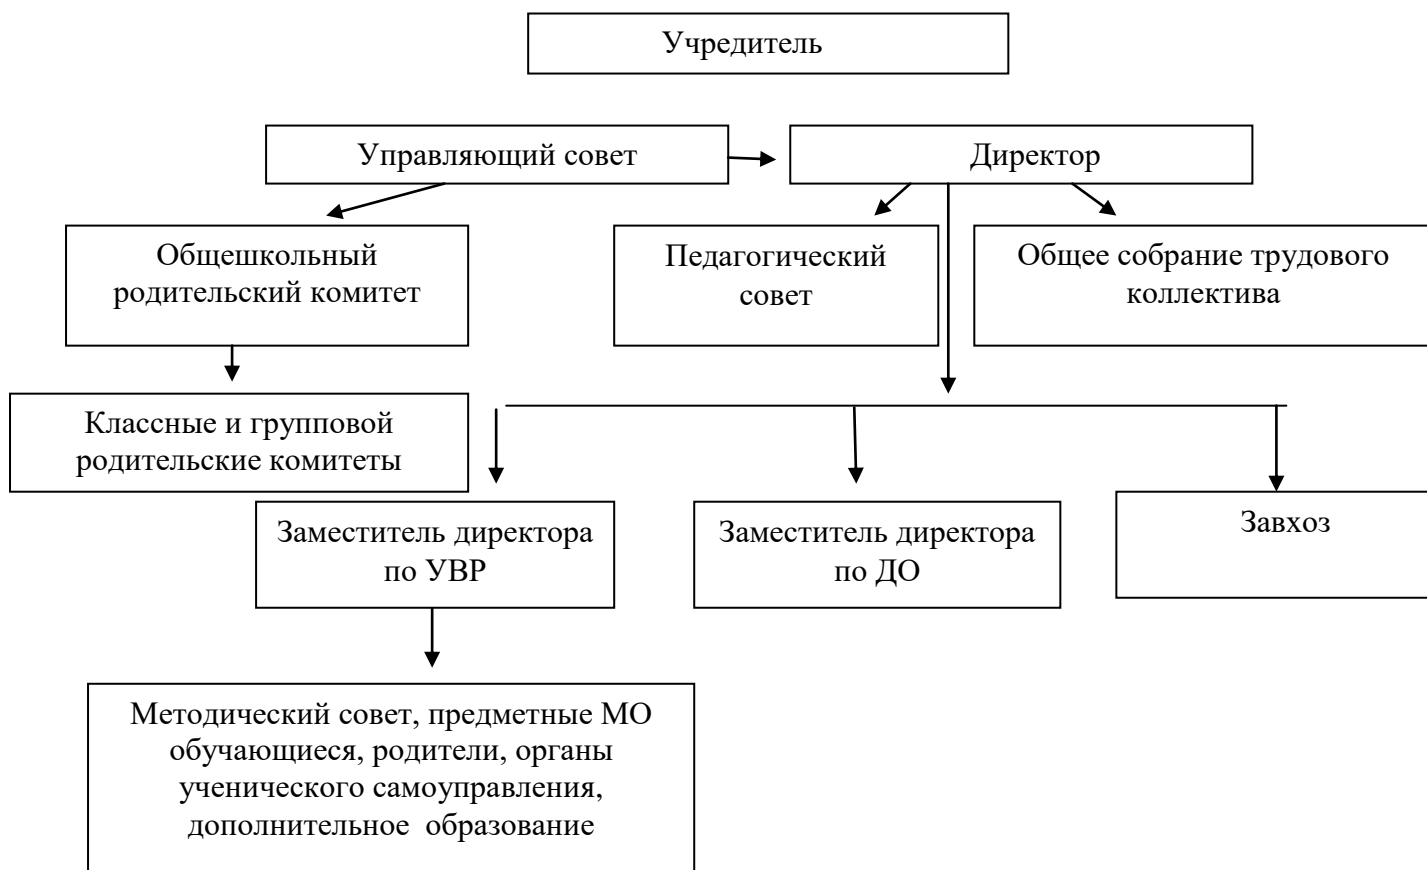 Учредитель
Управляющий совет
Директор
Общешкольный
родительский комитет
Педагогический
совет
Общее собрание трудового
коллектива
Классные и групповой
родительские комитеты
Заместитель директора
по УВР
Заместитель директора
по ДО
Завхоз
Методический совет, предметные МО
обучающиеся, родители, органы
ученического самоуправления,
дополнительное образование